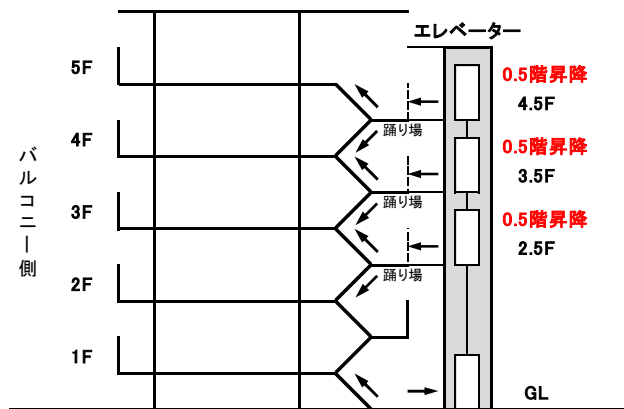 エレベーター
5F
0.5階昇降
4.5F
踊り場
4F
0.5階昇降
3.5F
踊り場
3F
0.5階昇降
2.5F
踊り場
2F
1F
GL
バルコニー側